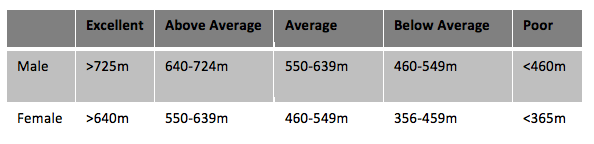 Excellent Above Average Average Below Average Poor
Male >725m 640-724m 550-639m 460-549m <460m
Female >640m 550-639m 460-549m 356-459m <365m